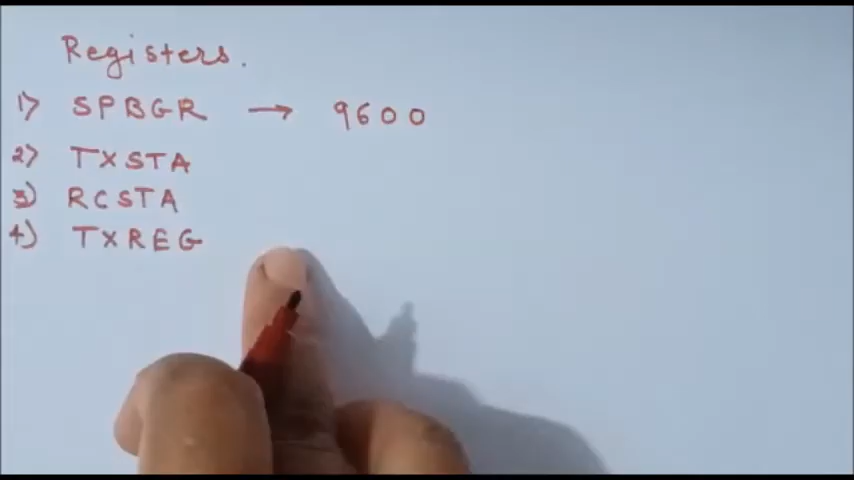 Registers.
1) SPBGR → 9600
2) TXSTA
3) RCSTA
4) TXREG